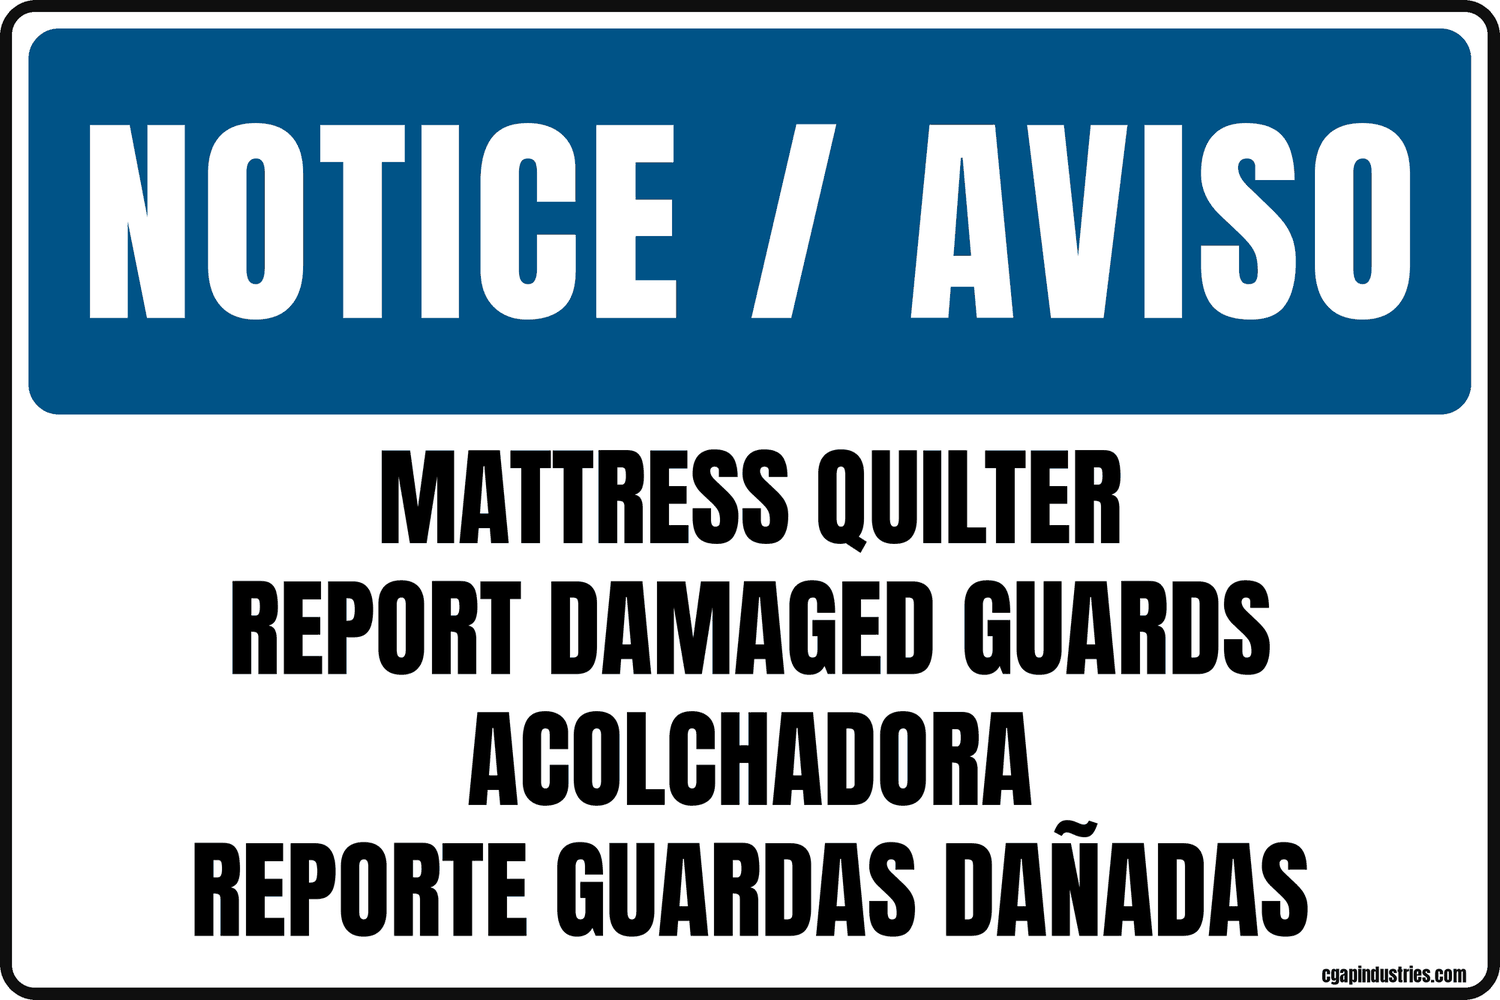 NOTICE / AVISO
MATTRESS QUILTER
REPORT DAMAGED GUARDS
ACOLCHADORA
REPORTE GUARDAS DAÑADAS
cgapindustries.com